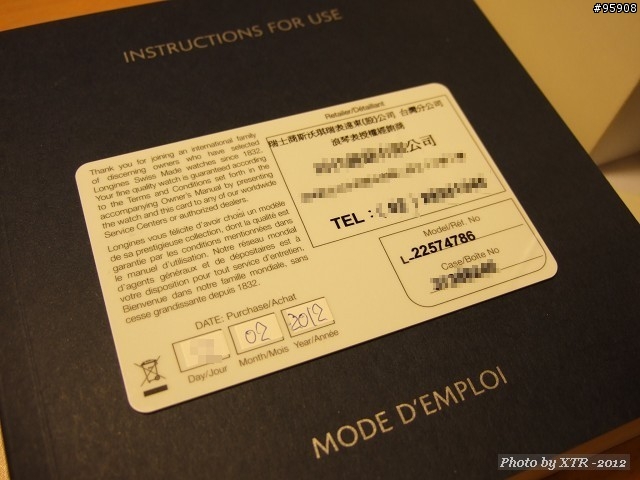 #95908
INSTRUCTIONS FOR USE
Thank you for joining an international family
of discerning owners who have selected
Longines Swiss Made watches since 1832.
Your fine quality watch is guaranteed according
to the Terms and Conditions set forth in the
accompanying Owner's Manual by presenting
the watch and this card to any of our worldwide
Service Centers or authorized dealers.
Longines vous félicite d'avoir choisi un modèle
de sa prestigieuse collection, dont la qualité est
garantie par les conditions mentionnées dans
le manuel d'utilisation. Notre réseau mondial
d'agents généraux et de dépositaires est à
votre disposition pour tout service d'entretien.
Bienvenue dans notre famille mondiale, sans
cesse grandissante depuis 1832.
Retailer/Détaillant
瑞士商斯沃琪瑞表遠東(股)公司 台灣分公司
浪琴表授權經銷商
公司
TEL:
Model/Réf. No
L-22574786
Case/Boîte No
DATE: Purchase/Achat
02 2012
Day/Jour Month/Mois Year/Année
MODE D'EMPLOI
Photo by XTR -2012